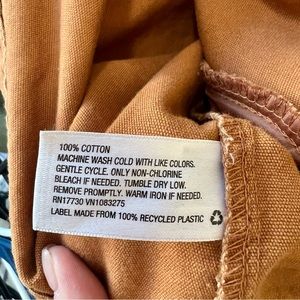 100% COTTON
MACHINE WASH COLD WITH LIKE COLORS.
GENTLE CYCLE. ONLY NON-CHLORINE
BLEACH IF NEEDED. TUMBLE DRY LOW.
REMOVE PROMPTLY. WARM IRON IF NEEDED.
RN17730 VN1083275
LABEL MADE FROM 100% RECYCLED PLASTIC